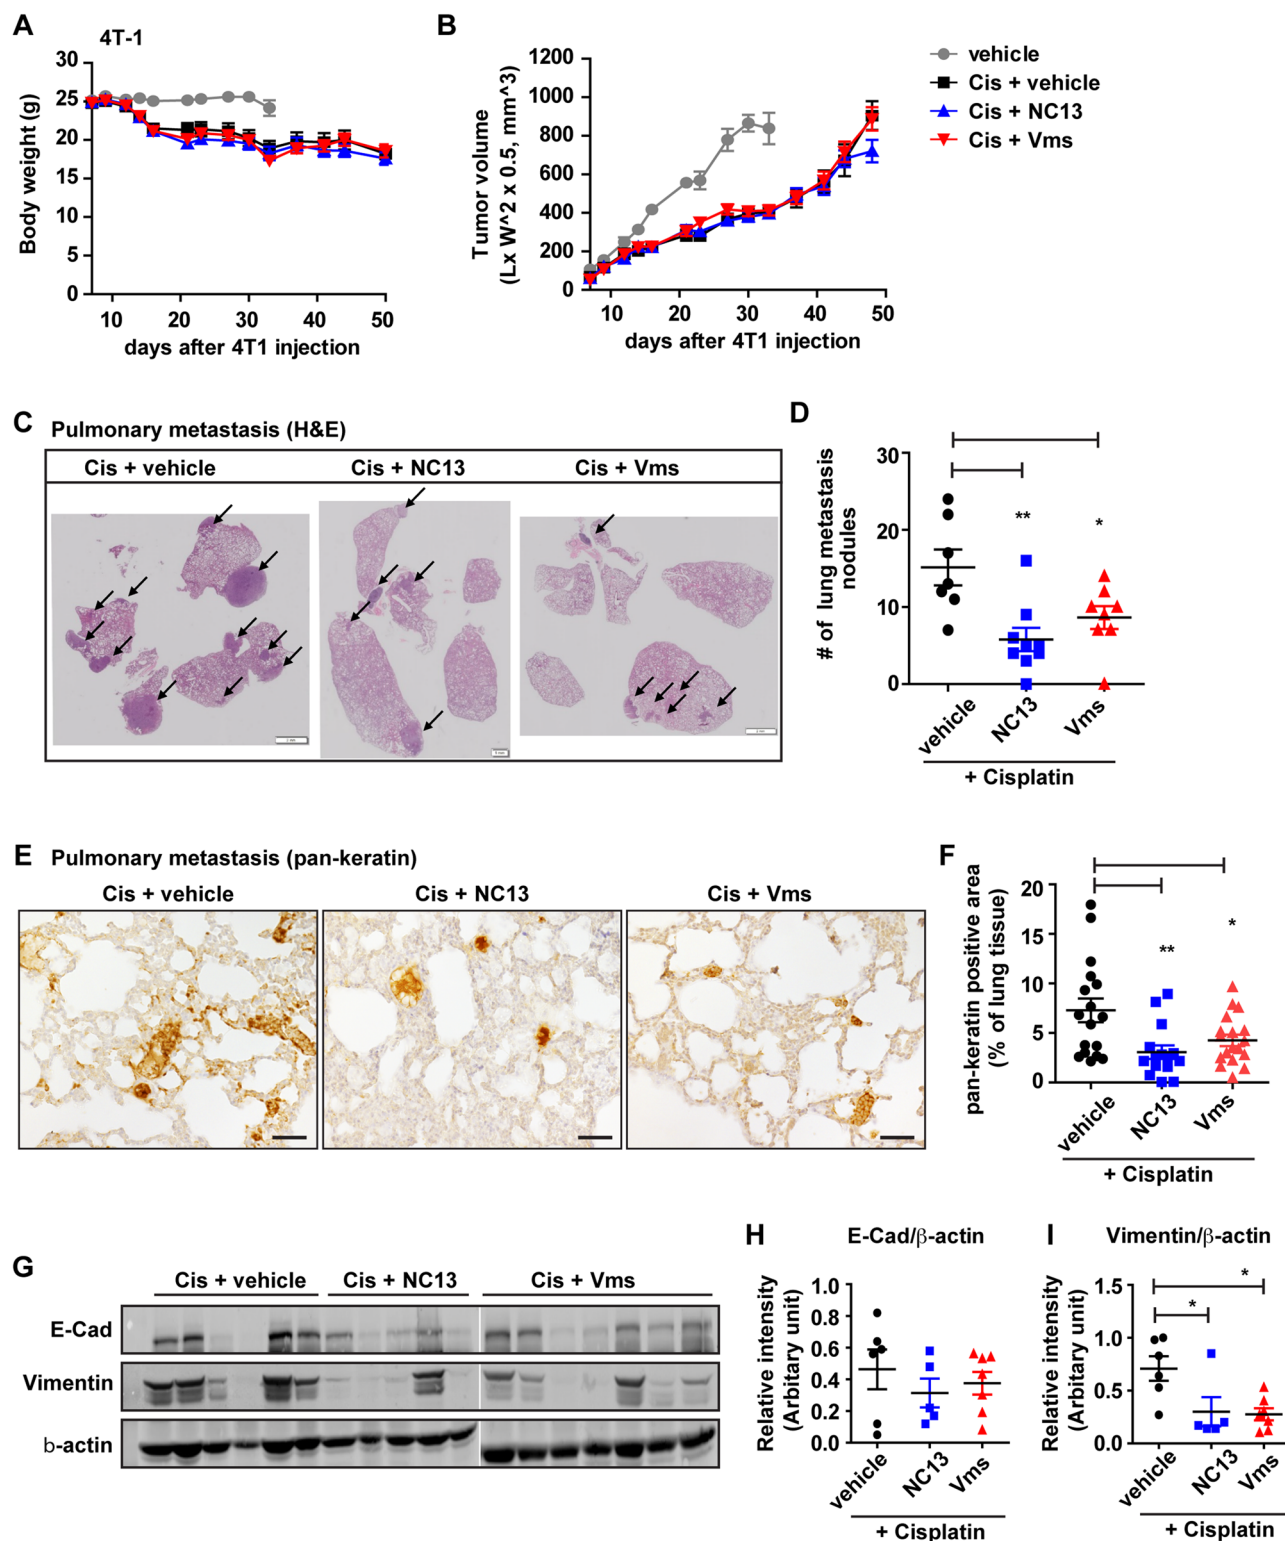 A
4T-1
Body weight (g)
30
25
20
15
10
5
0
10 20 30 40 50
days after 4T1 injection
B
Tumor volume
(Lx W^2 x 0.5, mm^3)
1200
1000
800
600
400
200
0
10 20 30 40 50
days after 4T1 injection
vehicle
Cis + vehicle
Cis + NC13
Cis + Vms
C Pulmonary metastasis (H&E)
Cis + vehicle Cis + NC13 Cis + Vms
D
# of lung metastasis
nodules
30
20
10
0
** *
vehicle NC13 Vms
+ Cisplatin
E Pulmonary metastasis (pan-keratin)
Cis + vehicle Cis + NC13 Cis + Vms
F
pan-keratin positive area
(% of lung tissue)
20
15
10
5
0
** *
vehicle NC13 Vms
+ Cisplatin
G
Cis + vehicle Cis + NC13 Cis + Vms
E-Cad
Vimentin
b-actin
H E-Cad/β-actin
Relative intensity
(Arbitary unit)
1.0
0.8
0.6
0.4
0.2
0.0
vehicle NC13 Vms
+ Cisplatin
I Vimentin/β-actin
Relative intensity
(Arbitary unit)
1.5
1.0
0.5
0.0
* *
vehicle NC13 Vms
+ Cisplatin